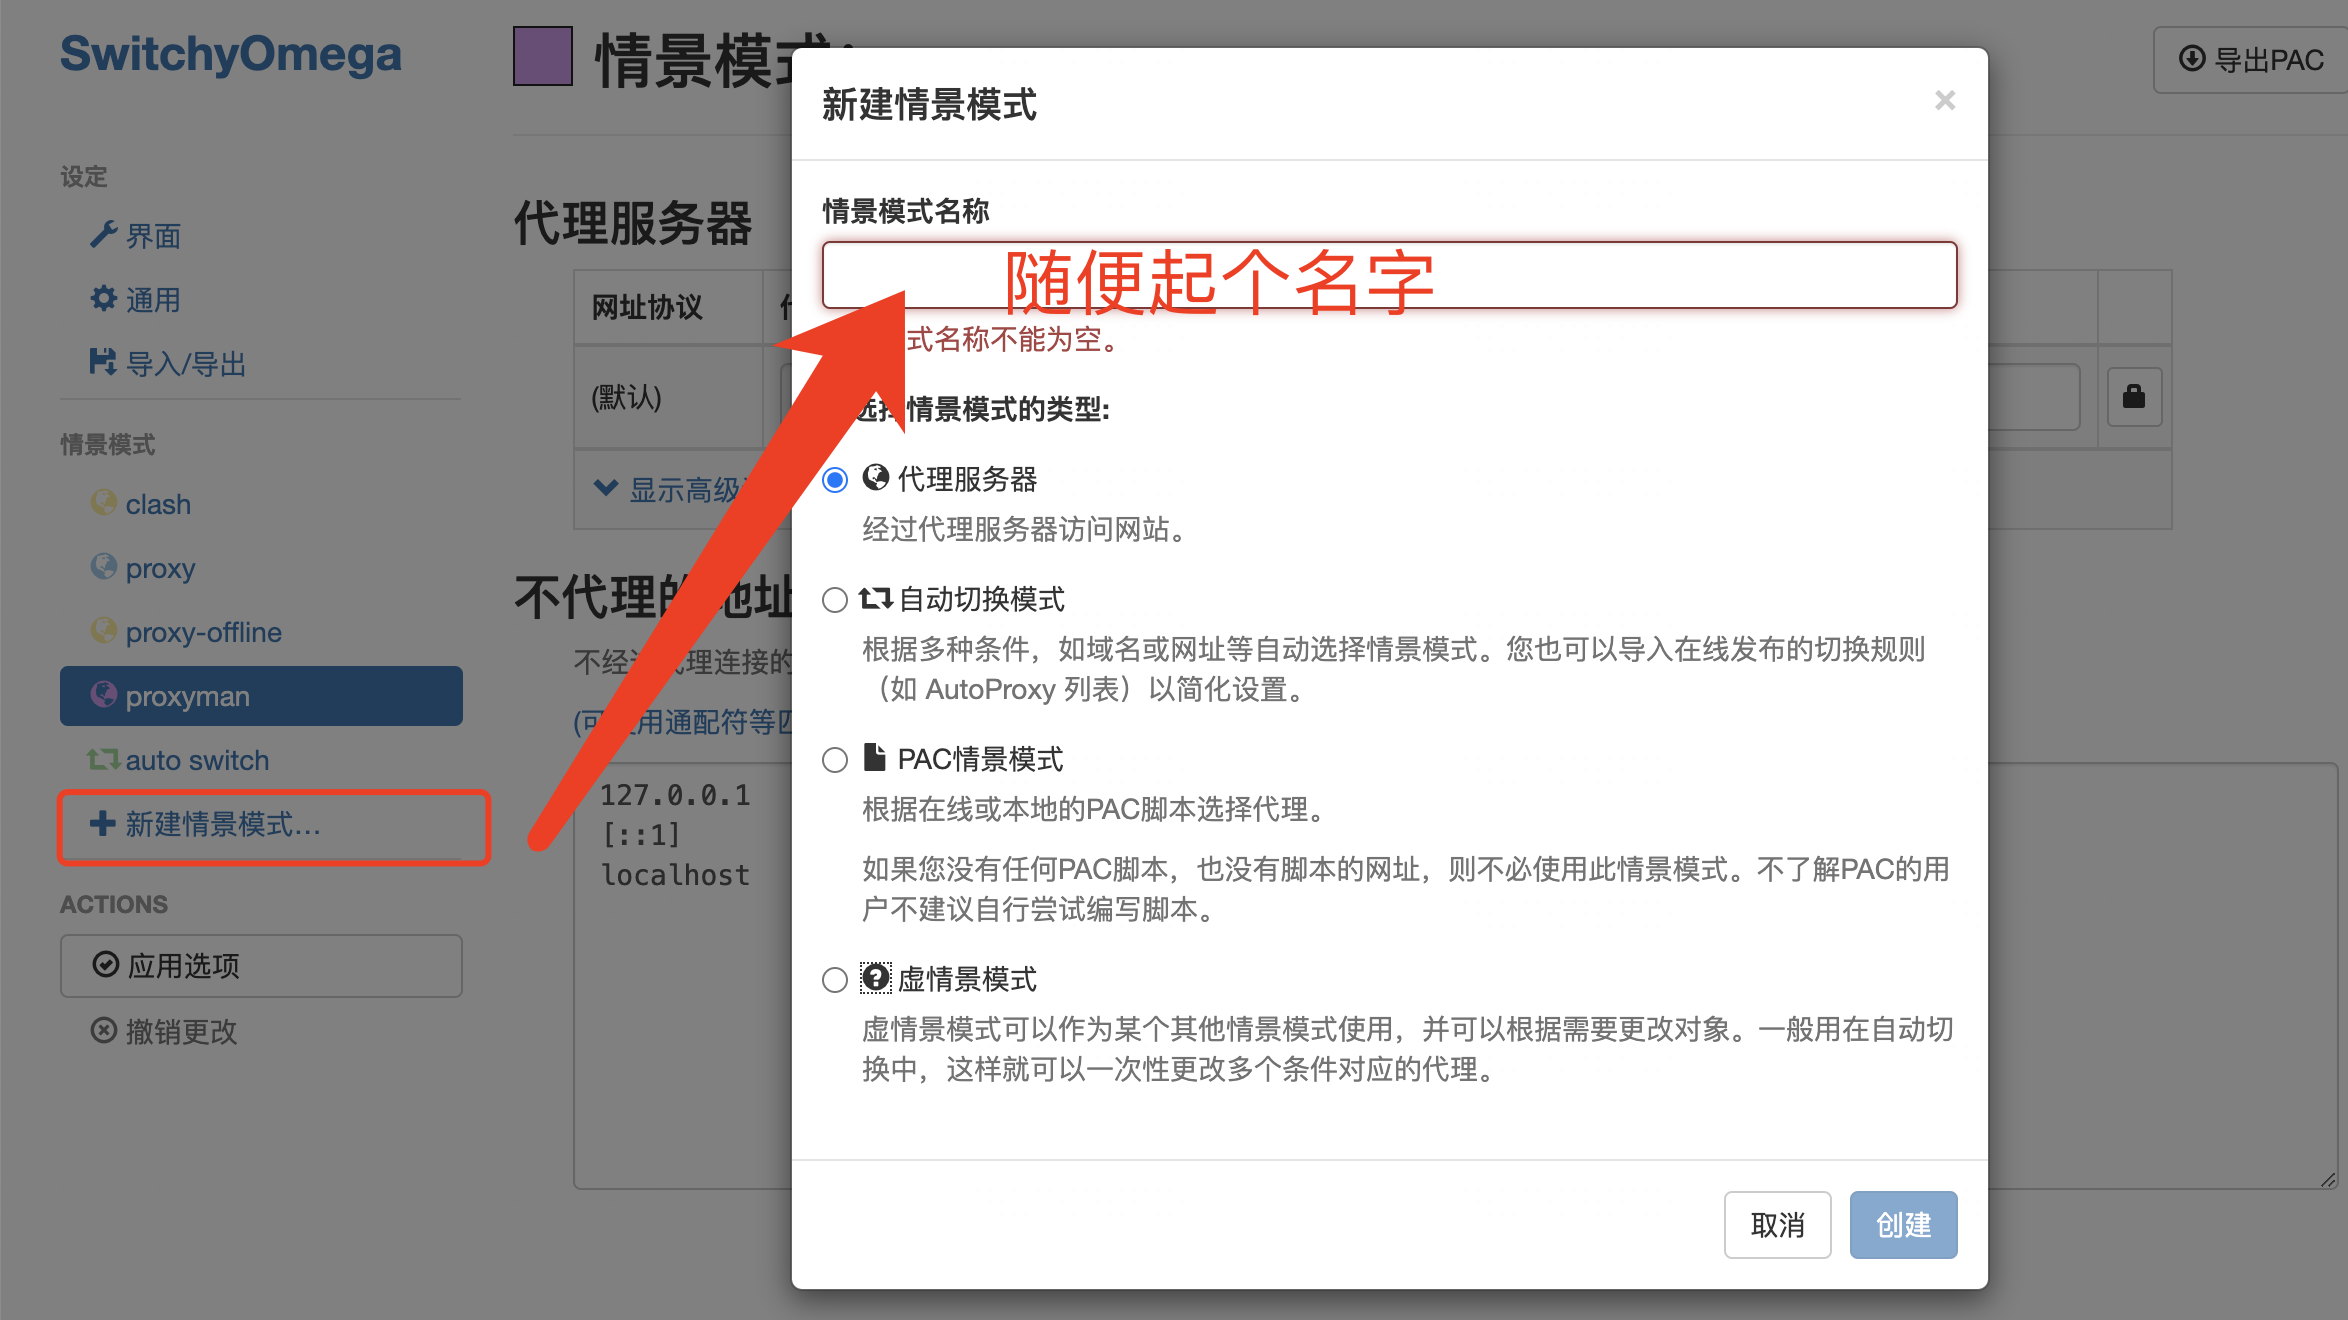 SwitchyOmega
设定
界面
通用
导入/导出
情景模式
clash
proxy
proxy-offline
proxyman
auto switch
新建情景模式...
ACTIONS
应用选项
撤销更改
情景模式:
导出PAC
代理服务器
网址协议
(默认)
显示高级
不代理的地址
不经 理连接的
(可 用通配符等匹
127.0.0.1
[::1]
localhost
新建情景模式
×
情景模式名称
随便起个名字
式名称不能为空。
选择情景模式的类型:
代理服务器
经过代理服务器访问网站。
自动切换模式
根据多种条件，如域名或网址等自动选择情景模式。您也可以导入在线发布的切换规则
（如 AutoProxy 列表）以简化设置。
PAC情景模式
根据在线或本地的PAC脚本选择代理。
如果您没有任何PAC脚本，也没有脚本的网址，则不必使用此情景模式。不了解PAC的用
户不建议自行尝试编写脚本。
虚情景模式
虚情景模式可以作为某个其他情景模式使用，并可以根据需要更改对象。一般用在自动切
换中，这样就可以一次性更改多个条件对应的代理。
取消
创建